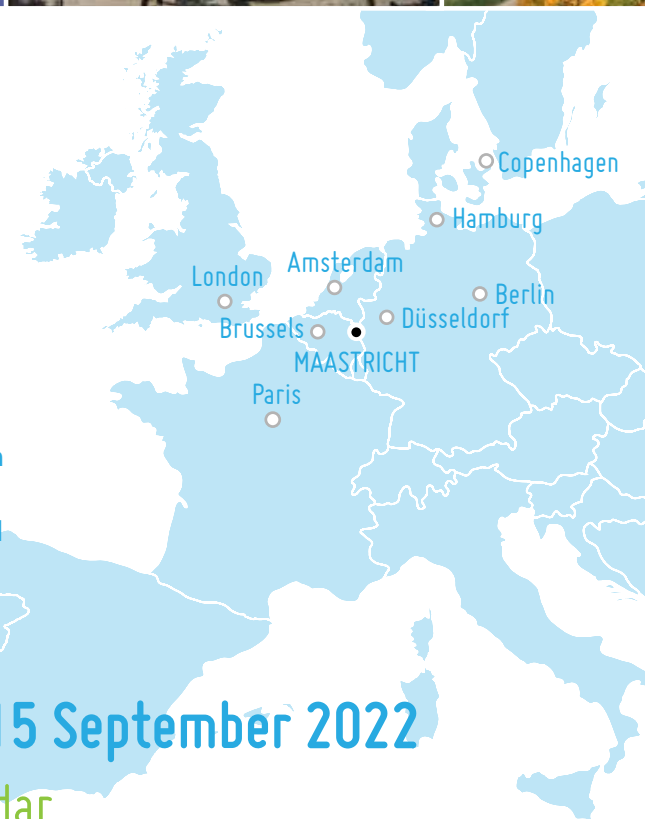 Copenhagen
Hamburg
Amsterdam
London
Berlin
Düsseldorf
Brussels
MAASTRICHT
Paris
15 September 2022